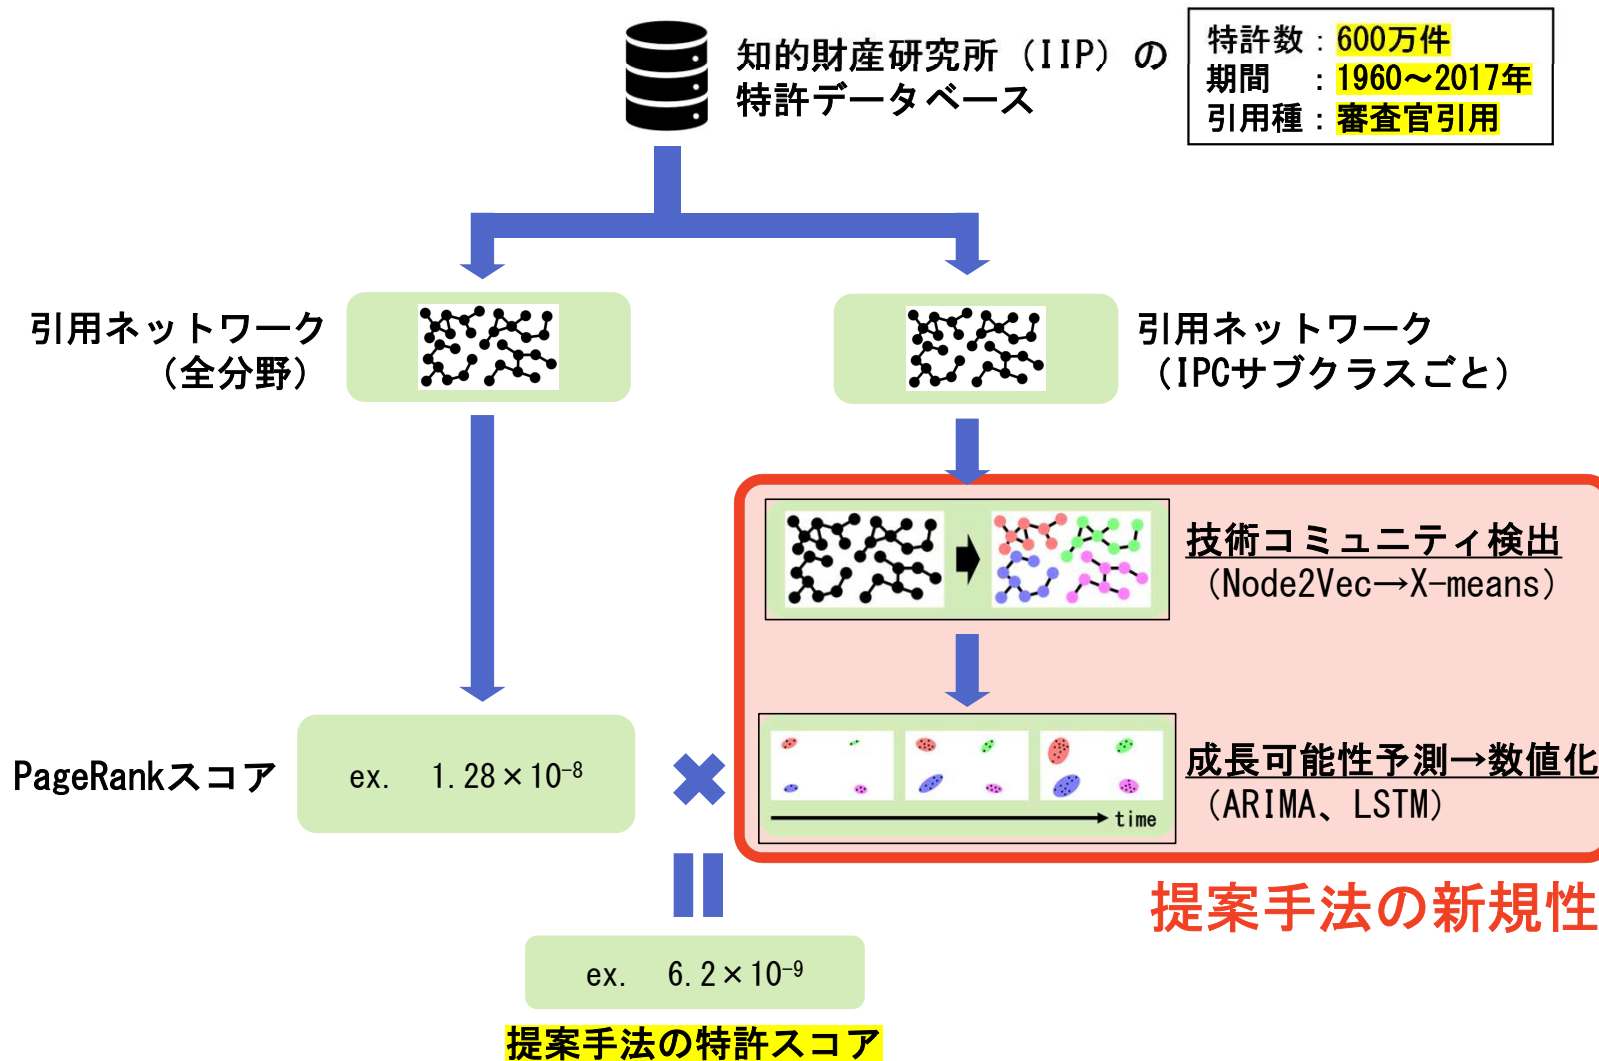 知的財産研究所（IIP）の
特許データベース
特許数：600万件
期間　：1960～2017年
引用種：審査官引用
引用ネットワーク
（全分野）
引用ネットワーク
（IPCサブクラスごと）
技術コミュニティ検出
（Node2Vec→X-means）
PageRankスコア
ex.　1.28×10⁻⁸
time
成長可能性予測→数値化
（ARIMA、LSTM）
提案手法の新規性
ex.　6.2×10⁻⁹
提案手法の特許スコア